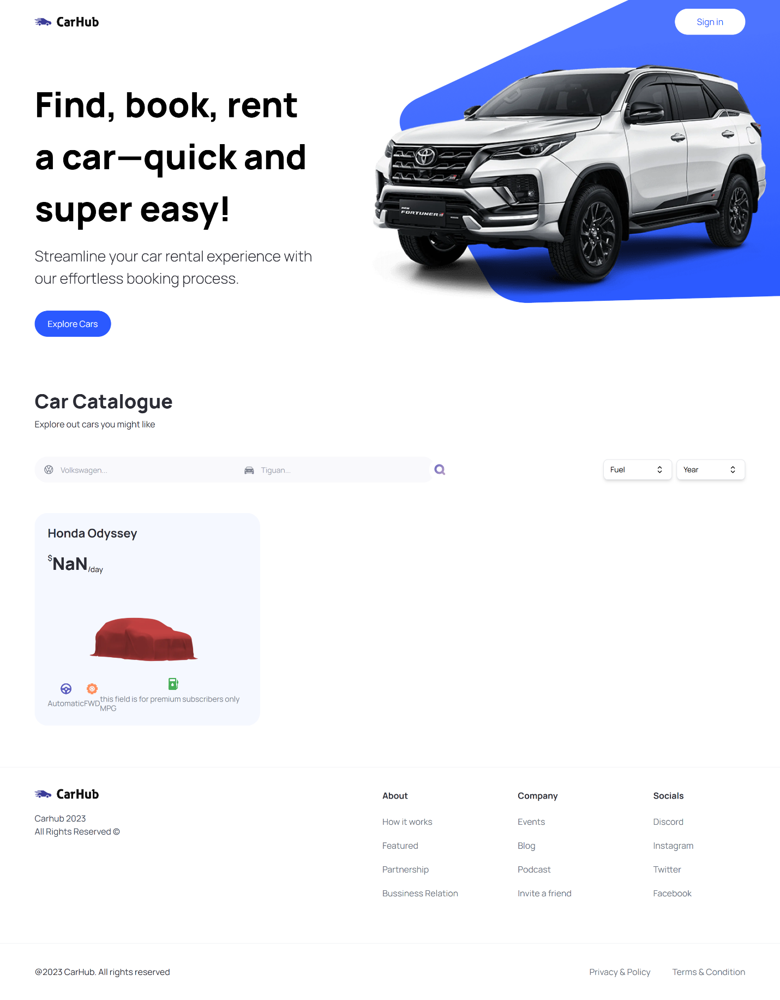 CarHub
Sign in
Find, book, rent
a car—quick and
super easy!
Streamline your car rental experience with
our effortless booking process.
Explore Cars
NEW
FORTUNER
Car Catalogue
Explore out cars you might like
Volkswagen...
Tiguan...
Fuel
Year
Honda Odyssey
$NaN/day
Automatic
FWD
this field is for premium subscribers only
MPG
CarHub
Carhub 2023
All Rights Reserved ©
About
How it works
Featured
Partnership
Bussiness Relation
Company
Events
Blog
Podcast
Invite a friend
Socials
Discord
Instagram
Twitter
Facebook
@2023 CarHub. All rights reserved
Privacy & Policy
Terms & Condition